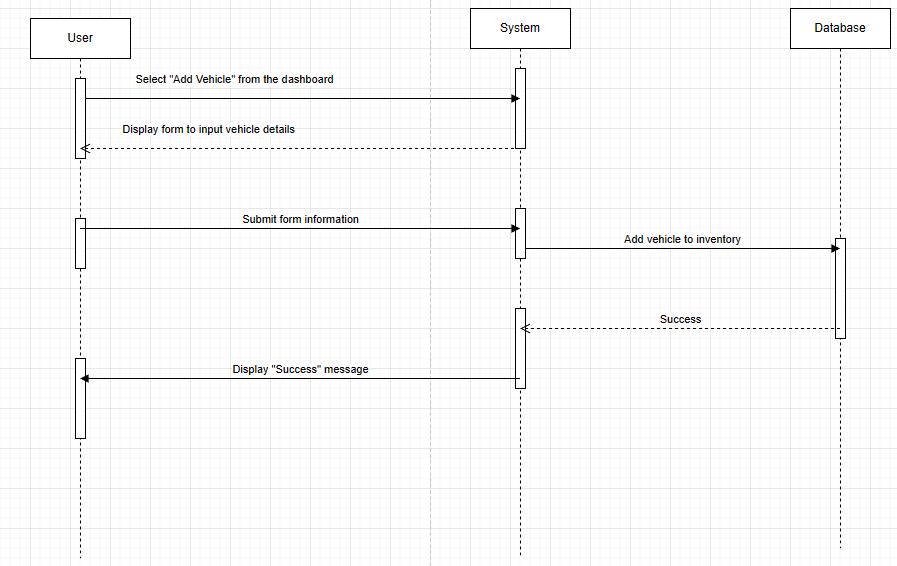 User
System
Database
Select "Add Vehicle" from the dashboard
Display form to input vehicle details
Submit form information
Add vehicle to inventory
Success
Display "Success" message